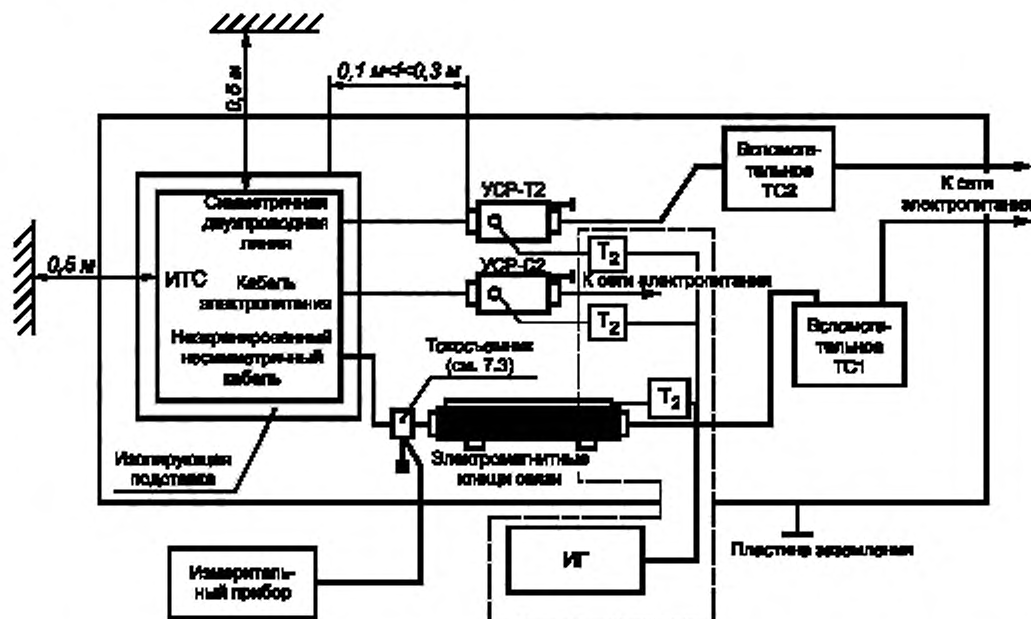 0,5 м
0,1 м<l<0,3 м
0,5 м
Симметричная
двухпроводная
линия
ИТС
Кабель
электропитания
Неэкранированный
несимметричный
кабель
Изолирующая
подставка
УСР-Т2
Т2
УСР-С2
К сети электропитания
Т2
Токосъемник
(см. 7.3)
Т2
Электромагнитные
клещи связи
Вспомога-
тельное
ТС2
К сети
электропитания
Вспомога-
тельное
ТС1
Измеритель-
ный прибор
ИГ
Пластина заземления